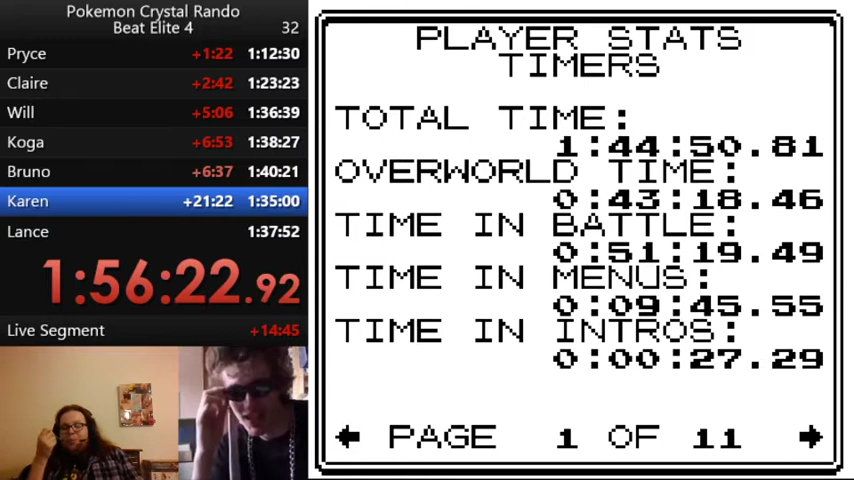 Pokemon Crystal Rando
Beat Elite 4 32
Pryce +1:22 1:12:30
Claire +2:42 1:23:23
Will +5:06 1:36:39
Koga +6:53 1:38:27
Bruno +6:37 1:40:21
Karen +21:22 1:35:00
Lance 1:37:52
1:56:22.92
Live Segment +14:45
PLAYER STATS
TIMERS
TOTAL TIME:
1:44:50.81
OVERWORLD TIME:
0:43:18.46
TIME IN BATTLE:
0:51:19.49
TIME IN MENUS:
0:09:45.55
TIME IN INTROS:
0:00:27.29
← PAGE 1 OF 11 →